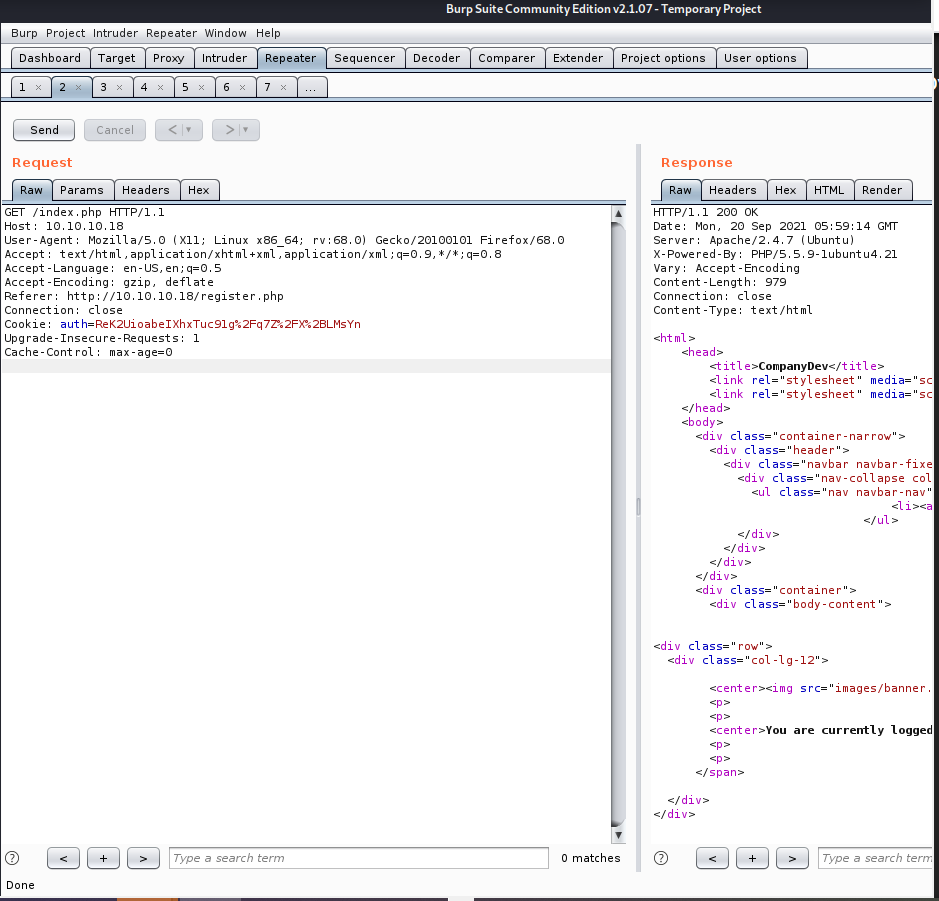 Burp Suite Community Edition v2.1.07 - Temporary Project
Burp Project Intruder Repeater Window Help
Dashboard Target Proxy Intruder Repeater Sequencer Decoder Comparer Extender Project options User options
1 × 2 × 3 × 4 × 5 × 6 × 7 × ...
Send Cancel < ▼ > ▼
Request
Raw Params Headers Hex
GET /index.php HTTP/1.1
Host: 10.10.10.18
User-Agent: Mozilla/5.0 (X11; Linux x86_64; rv:68.0) Gecko/20100101 Firefox/68.0
Accept: text/html,application/xhtml+xml,application/xml;q=0.9,*/*;q=0.8
Accept-Language: en-US,en;q=0.5
Accept-Encoding: gzip, deflate
Referer: http://10.10.10.18/register.php
Connection: close
Cookie: auth=ReK2UioabeIXhxTuc9lg%2Fq7Z%2FX%2BLMsYn
Upgrade-Insecure-Requests: 1
Cache-Control: max-age=0
? < + > Type a search term 0 matches
Response
Raw Headers Hex HTML Render
HTTP/1.1 200 OK
Date: Mon, 20 Sep 2021 05:59:14 GMT
Server: Apache/2.4.7 (Ubuntu)
X-Powered-By: PHP/5.5.9-1ubuntu4.21
Vary: Accept-Encoding
Content-Length: 979
Connection: close
Content-Type: text/html
<html>
<head>
<title>CompanyDev</title>
<link rel="stylesheet" media="sc
<link rel="stylesheet" media="sc
</head>
<body>
<div class="container-narrow">
<div class="header">
<div class="navbar navbar-fixe
<div class="nav-collapse col
<ul class="nav navbar-nav"
<li><a
</ul>
</div>
</div>
</div>
</div>
<div class="container">
<div class="body-content">
<div class="row">
<div class="col-lg-12">
<center><img src="images/banner.
<p>
<p>
<center>You are currently logged
<p>
<p>
</span>
</div>
</div>
? < + > Type a search term
Done